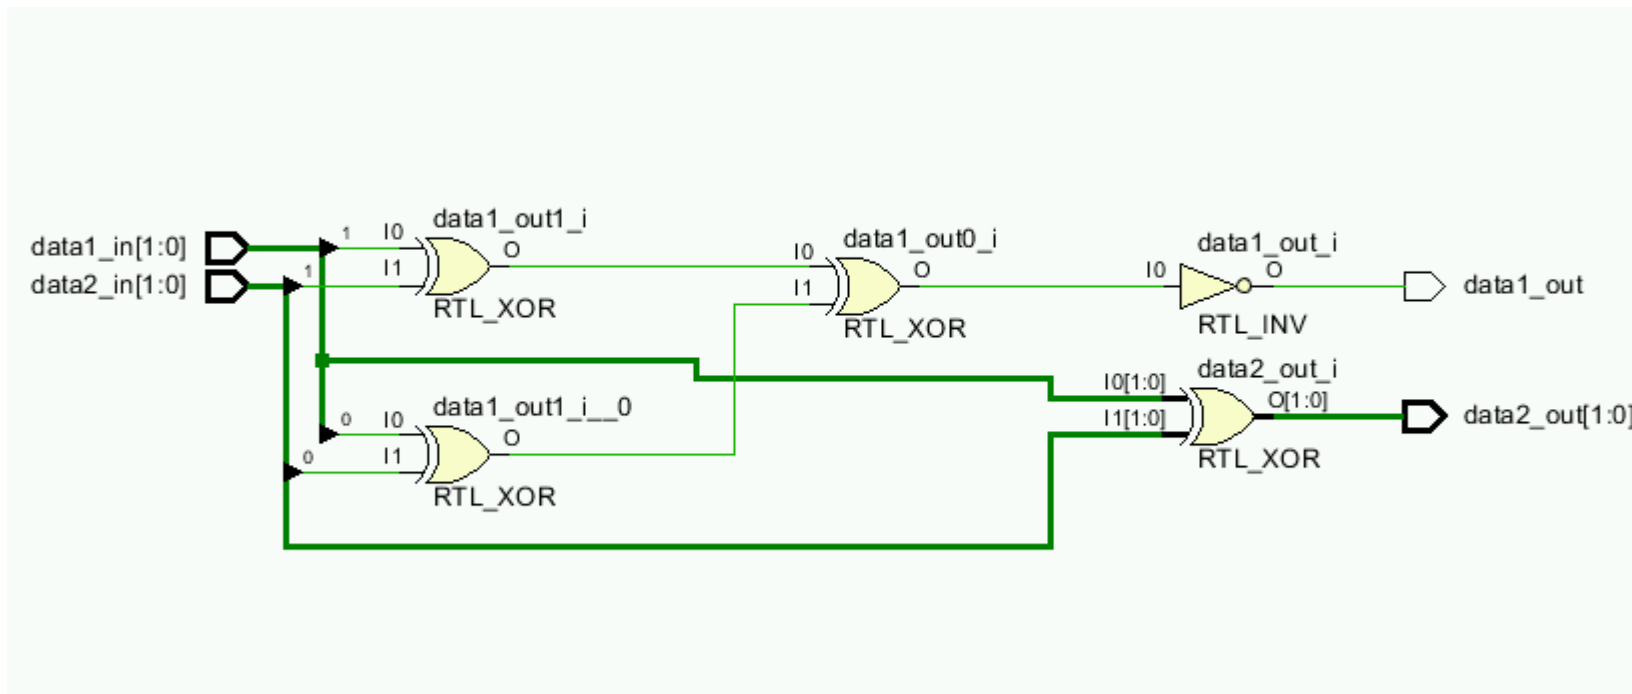 data1_in[1:0]
data2_in[1:0]
1
1
I0
I1
data1_out1_i
O
RTL_XOR
0
0
I0
I1
data1_out1_i__0
O
RTL_XOR
I0
I1
data1_out0_i
O
RTL_XOR
I0
data1_out_i
O
RTL_INV
data1_out
I0[1:0]
I1[1:0]
data2_out_i
O[1:0]
RTL_XOR
data2_out[1:0]